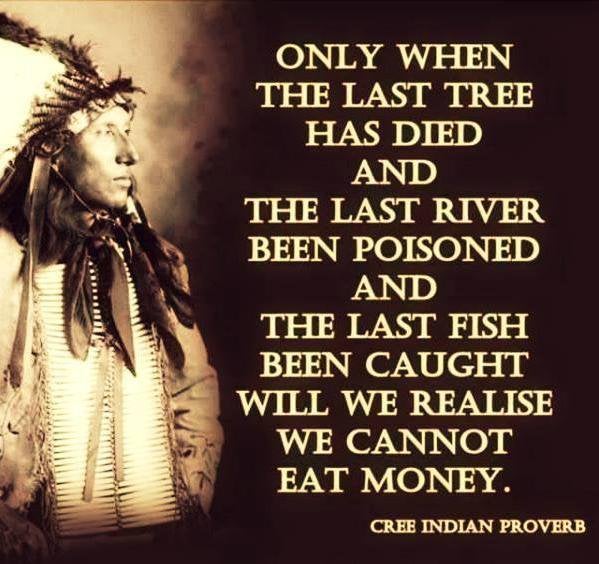 ONLY WHEN
THE LAST TREE
HAS DIED
AND
THE LAST RIVER
BEEN POISONED
AND
THE LAST FISH
BEEN CAUGHT
WILL WE REALISE
WE CANNOT
EAT MONEY.
CREE INDIAN PROVERB